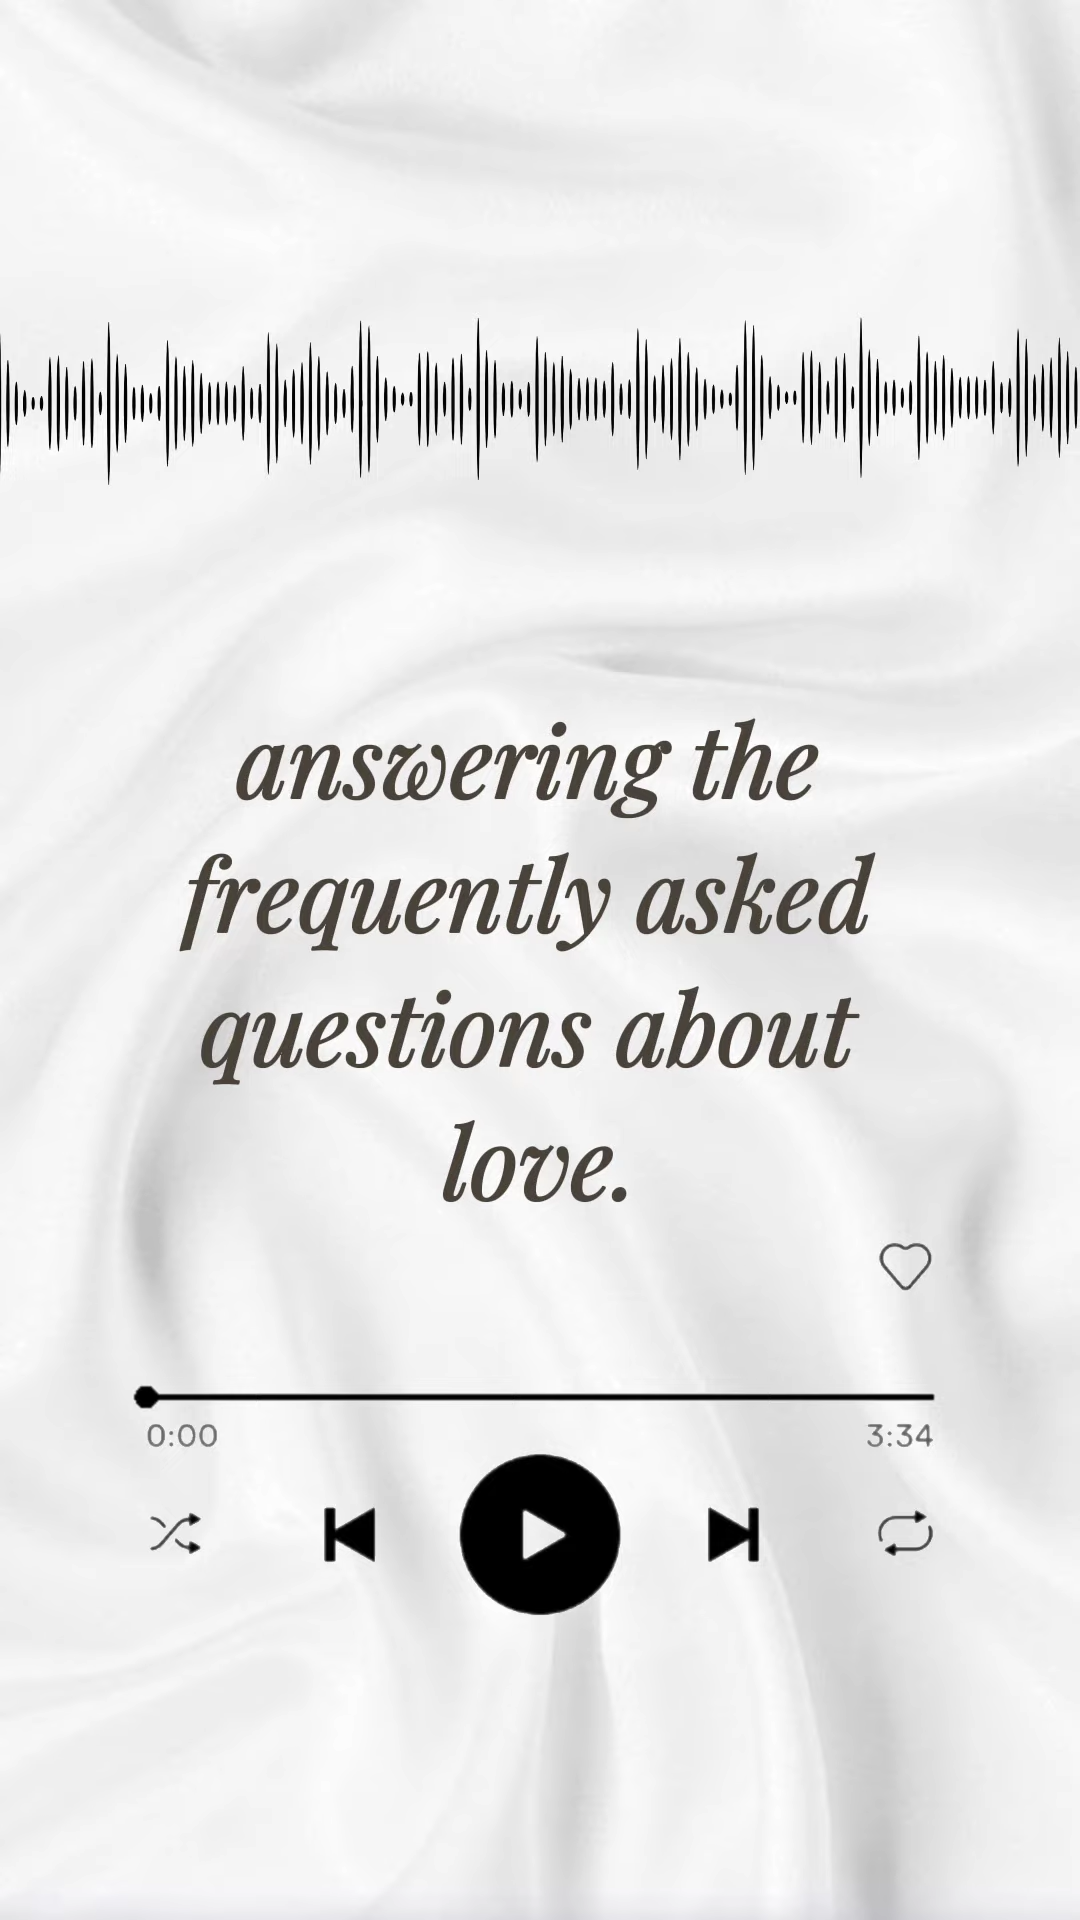 answering the
frequently asked
questions about
love.
0:00
3:34